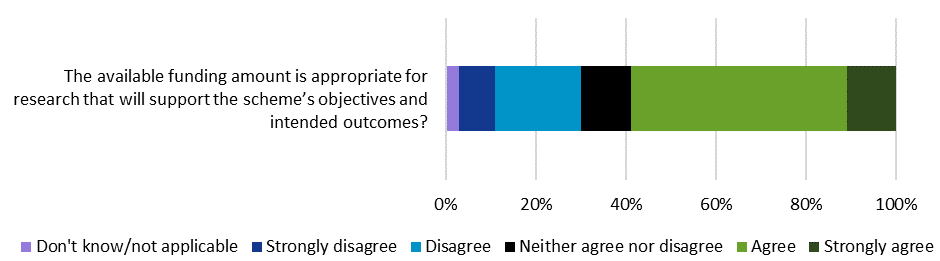 The available funding amount is appropriate for
research that will support the scheme’s objectives and
intended outcomes?
0% 20% 40% 60% 80% 100%
Don't know/not applicable Strongly disagree Disagree Neither agree nor disagree Agree Strongly agree